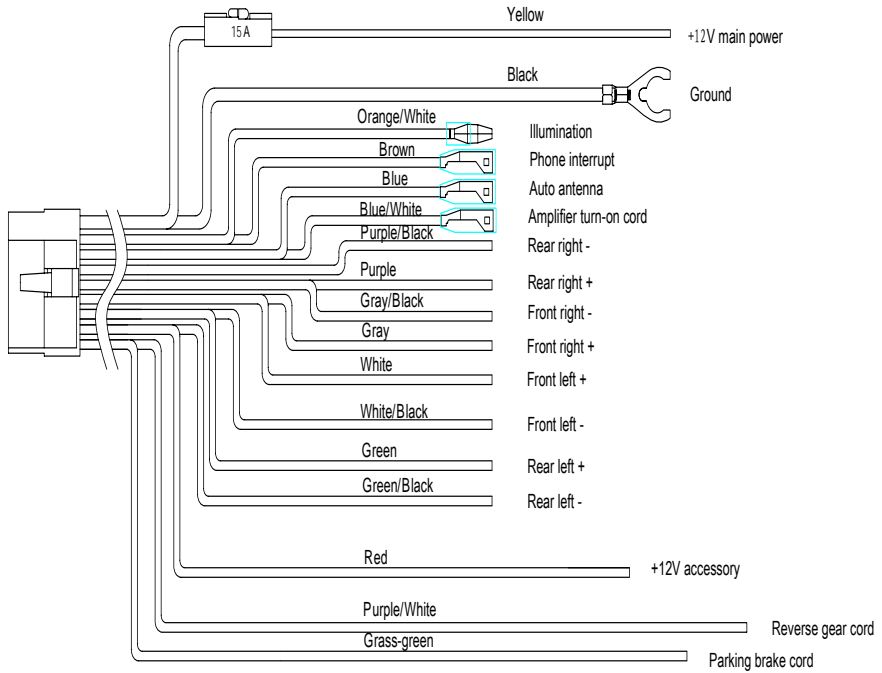 Yellow
15A
+12V main power
Black
Ground
Orange/White
Illumination
Brown
Phone interrupt
Blue
Auto antenna
Blue/White
Amplifier turn-on cord
Purple/Black
Rear right -
Purple
Rear right +
Gray/Black
Front right -
Gray
Front right +
White
Front left +
White/Black
Front left -
Green
Rear left +
Green/Black
Rear left -
Red
+12V accessory
Purple/White
Reverse gear cord
Grass-green
Parking brake cord